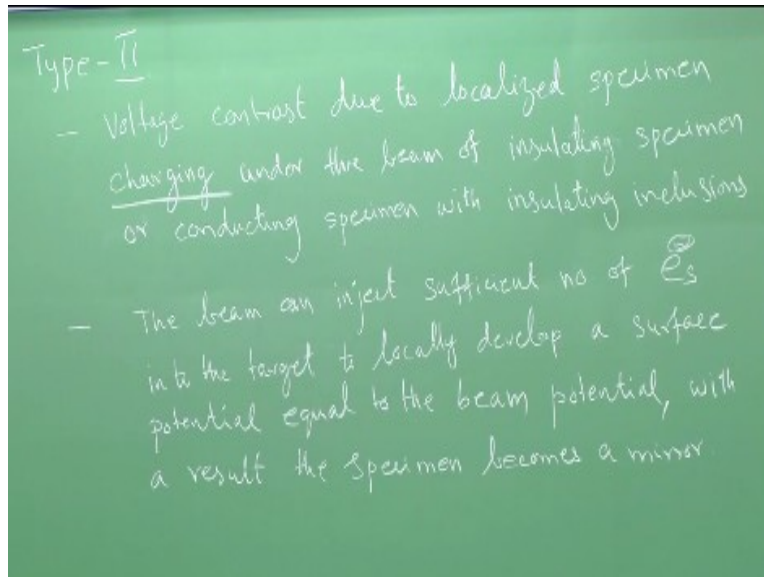 Type-II
- Voltage contrast due to localized specimen
charging under the beam of insulating specimen
or conducting specimen with insulating inclusions
- The beam can inject sufficient no of e⁻s
into the target to locally develop a surface
potential equal to the beam potential, with
a result the specimen becomes a mirror.